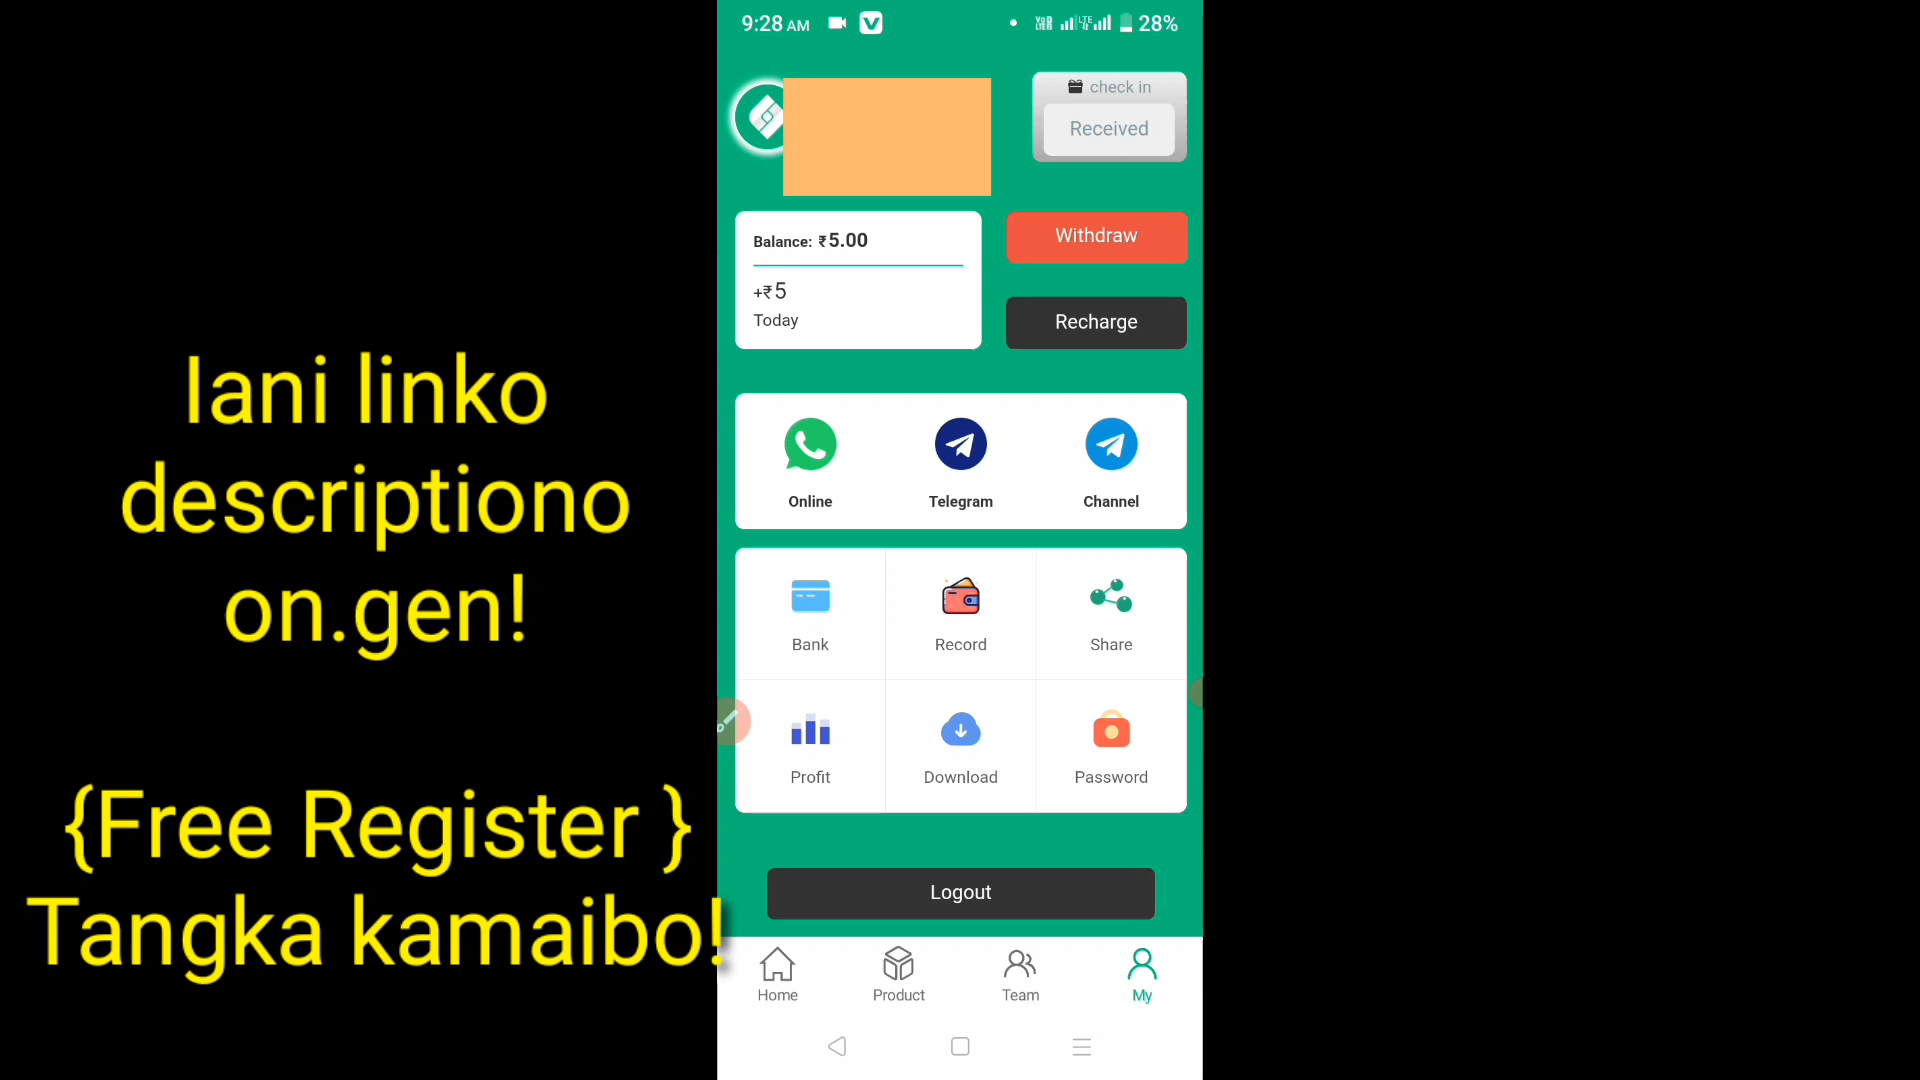 9:28 AM
28%
check in
Received
Balance: ₹5.00
Withdraw
+₹5
Today
Recharge
Online
Telegram
Channel
Bank
Record
Share
Profit
Download
Password
Logout
Home
Product
Team
My
Iani linko
descriptiono
on.gen!
{Free Register }
Tangka kamaibo!